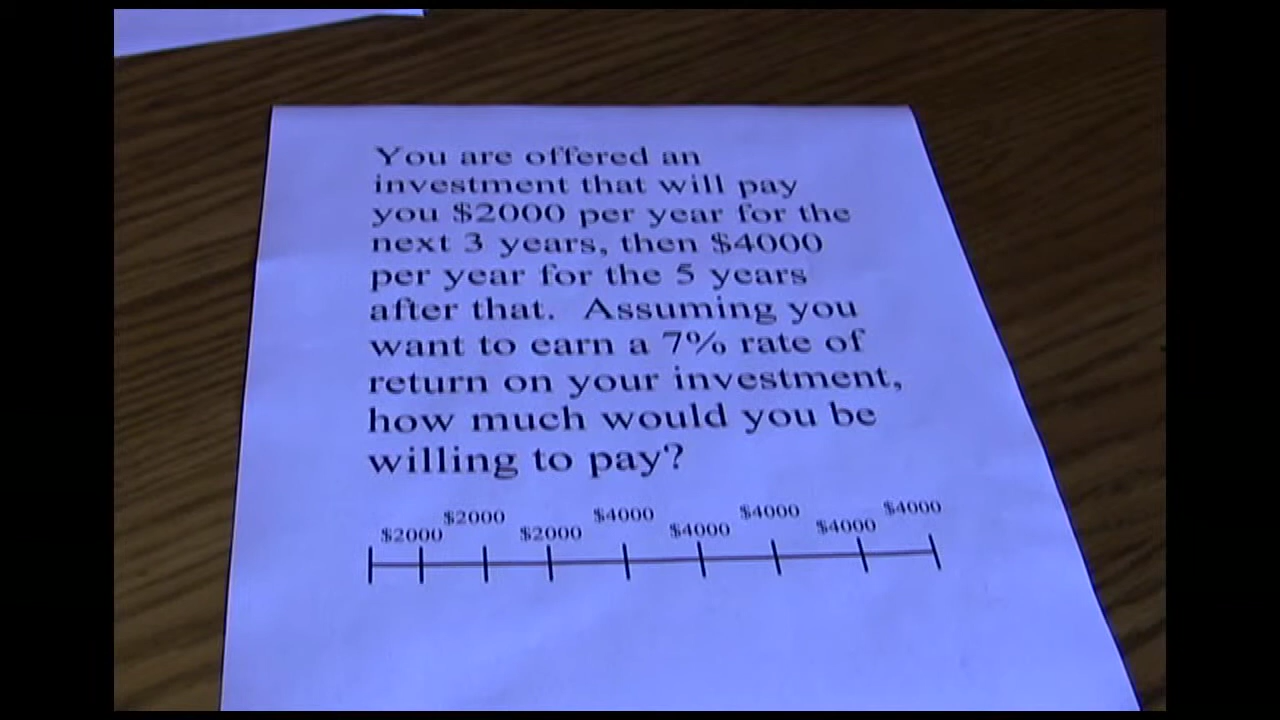 You are offered an
investment that will pay
you $2000 per year for the
next 3 years, then $4000
per year for the 5 years
after that.  Assuming you
want to earn a 7% rate of
return on your investment,
how much would you be
willing to pay?
$2000 $2000 $2000 $4000 $4000 $4000 $4000 $4000